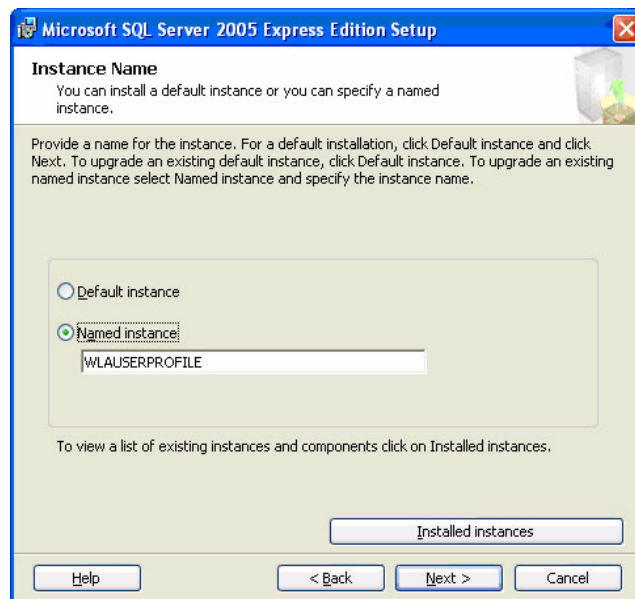 Microsoft SQL Server 2005 Express Edition Setup
Instance Name
You can install a default instance or you can specify a named
instance.
Provide a name for the instance. For a default installation, click Default instance and click
Next. To upgrade an existing default instance, click Default instance. To upgrade an existing
named instance select Named instance and specify the instance name.
Default instance
Named instance
WLAUSERPROFILE
To view a list of existing instances and components click on Installed instances.
Installed instances
Help
< Back
Next >
Cancel